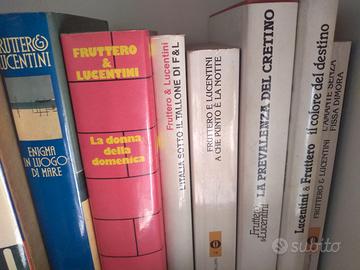 FRUTTERO &
LUCENTINI
ENIGMA
IN LUOGO
DI MARE
FRUTTERO
& LUCENTINI
La donna
della
domenica
Fruttero & Lucentini
L'ITALIA SOTTO IL TALLONE DI F&L
FRUTTERO E LUCENTINI
A CHE PUNTO È LA NOTTE
Fruttero
& Lucentini
LA PREVALENZA DEL CRETINO
Lucentini & Fruttero il colore del destino
FRUTTERO E LUCENTINI
L'AMANTE SENZA
FISSA DIMORA
subito